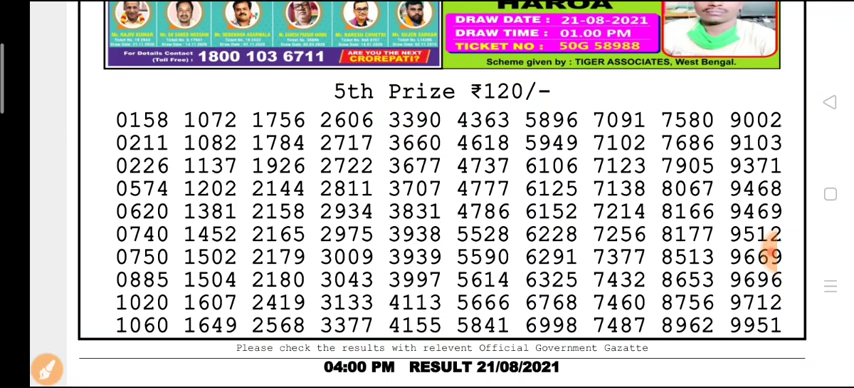 HAROA
DRAW DATE : 21-08-2021
DRAW TIME : 01.00 PM
TICKET NO : 50G 58988
For Details Contact
(Toll Free) : 1800 103 6711
ARE YOU THE NEXT
CROREPATI?
Scheme given by : TIGER ASSOCIATES, West Bengal.
5th Prize ₹120/-
0158 1072 1756 2606 3390 4363 5896 7091 7580 9002
0211 1082 1784 2717 3660 4618 5949 7102 7686 9103
0226 1137 1926 2722 3677 4737 6106 7123 7905 9371
0574 1202 2144 2811 3707 4777 6125 7138 8067 9468
0620 1381 2158 2934 3831 4786 6152 7214 8166 9469
0740 1452 2165 2975 3938 5528 6228 7256 8177 9512
0750 1502 2179 3009 3939 5590 6291 7377 8513 9669
0885 1504 2180 3043 3997 5614 6325 7432 8653 9696
1020 1607 2419 3133 4113 5666 6768 7460 8756 9712
1060 1649 2568 3377 4155 5841 6998 7487 8962 9951
Please check the results with relevent Official Government Gazatte
04:00 PM RESULT 21/08/2021